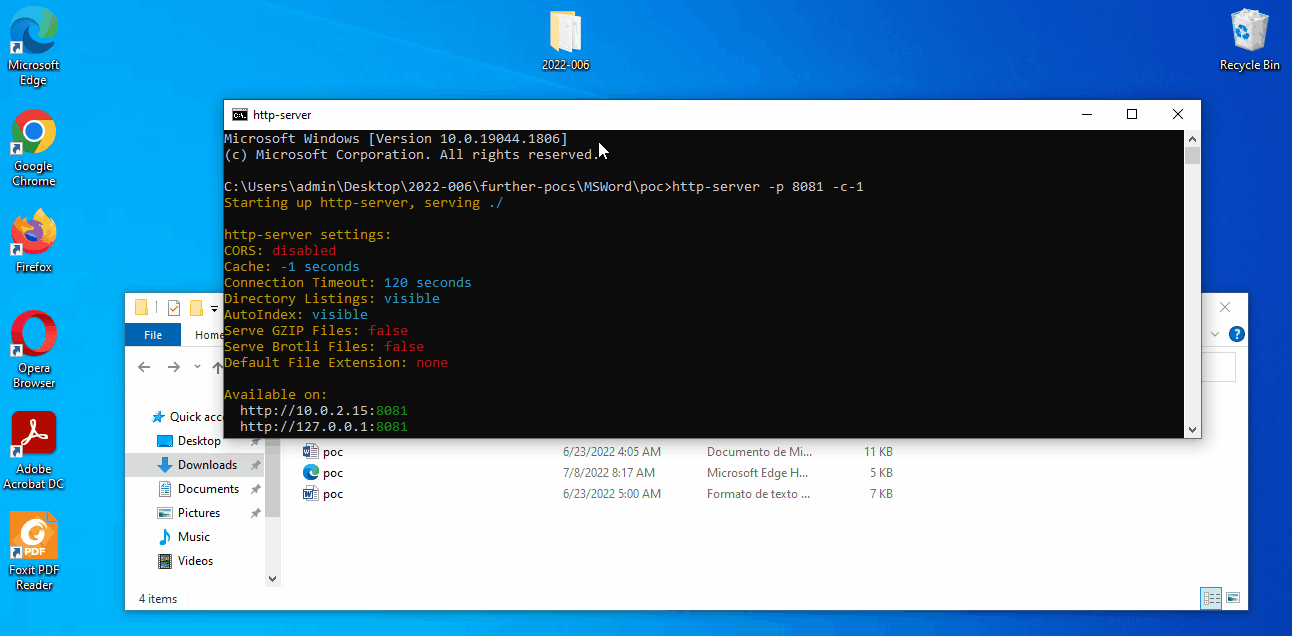 Microsoft
Edge
Google
Chrome
Firefox
Opera
Browser
Adobe
Acrobat DC
PDF
Foxit PDF
Reader
2022-006
Recycle Bin
C:\.
http-server
Microsoft Windows [Version 10.0.19044.1806]
(c) Microsoft Corporation. All rights reserved.
C:\Users\admin\Desktop\2022-006\further-pocs\MSWord\poc>http-server -p 8081 -c-1
Starting up http-server, serving ./
http-server settings:
CORS: disabled
Cache: -1 seconds
Connection Timeout: 120 seconds
Directory Listings: visible
AutoIndex: visible
Serve GZIP Files: false
Serve Brotli Files: false
Default File Extension: none
Available on:
http://10.0.2.15:8081
http://127.0.0.1:8081
File Home
?
Quick acc
Desktop
Downloads
Documents
Pictures
Music
Videos
poc 6/23/2022 4:05 AM Documento de Mi... 11 KB
poc 7/8/2022 8:17 AM Microsoft Edge H... 5 KB
poc 6/23/2022 5:00 AM Formato de texto ... 7 KB
4 items